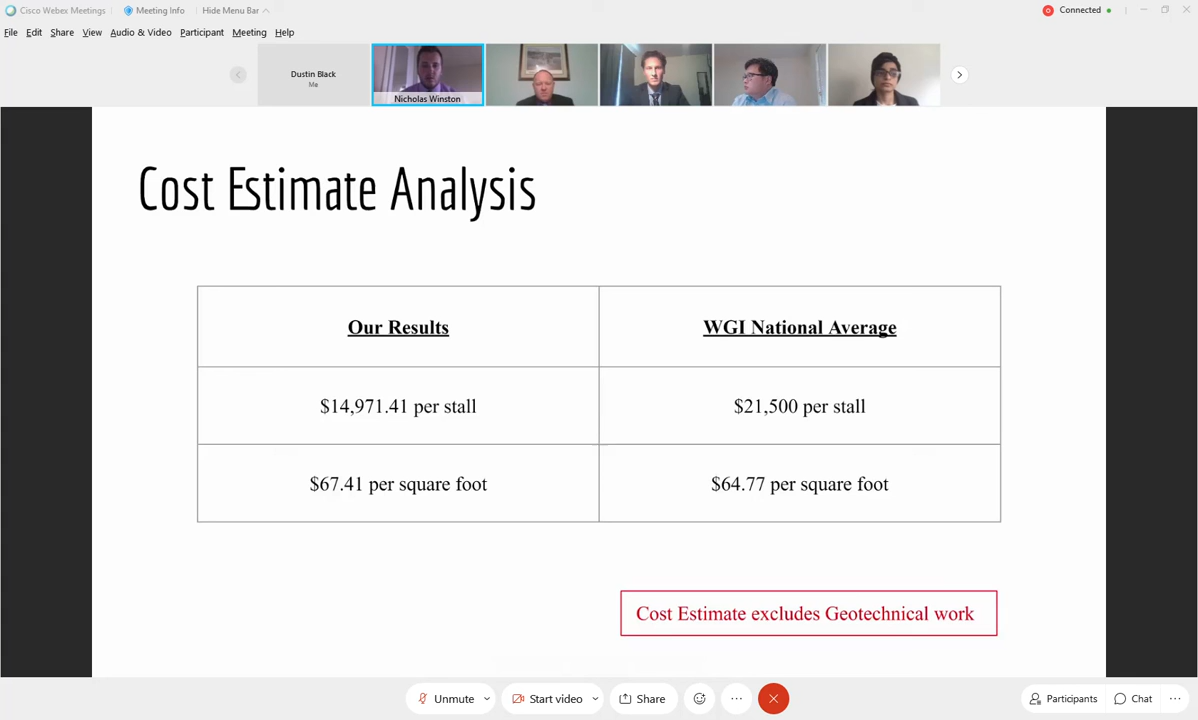 Cisco Webex Meetings
Meeting Info
Hide Menu Bar
Connected
File Edit Share View Audio & Video Participant Meeting Help
Dustin Black
Me
Nicholas Winston
Cost Estimate Analysis
Our Results WGI National Average
$14,971.41 per stall $21,500 per stall
$67.41 per square foot $64.77 per square foot
Cost Estimate excludes Geotechnical work
Unmute Start video Share Participants Chat